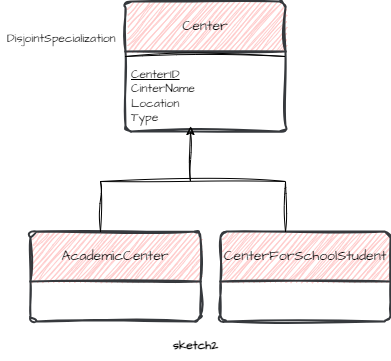 Center
DisjointSpecialization
CenterID
CinterName
Location
Type
AcademicCenter
CenterForSchoolStudent
sketch2